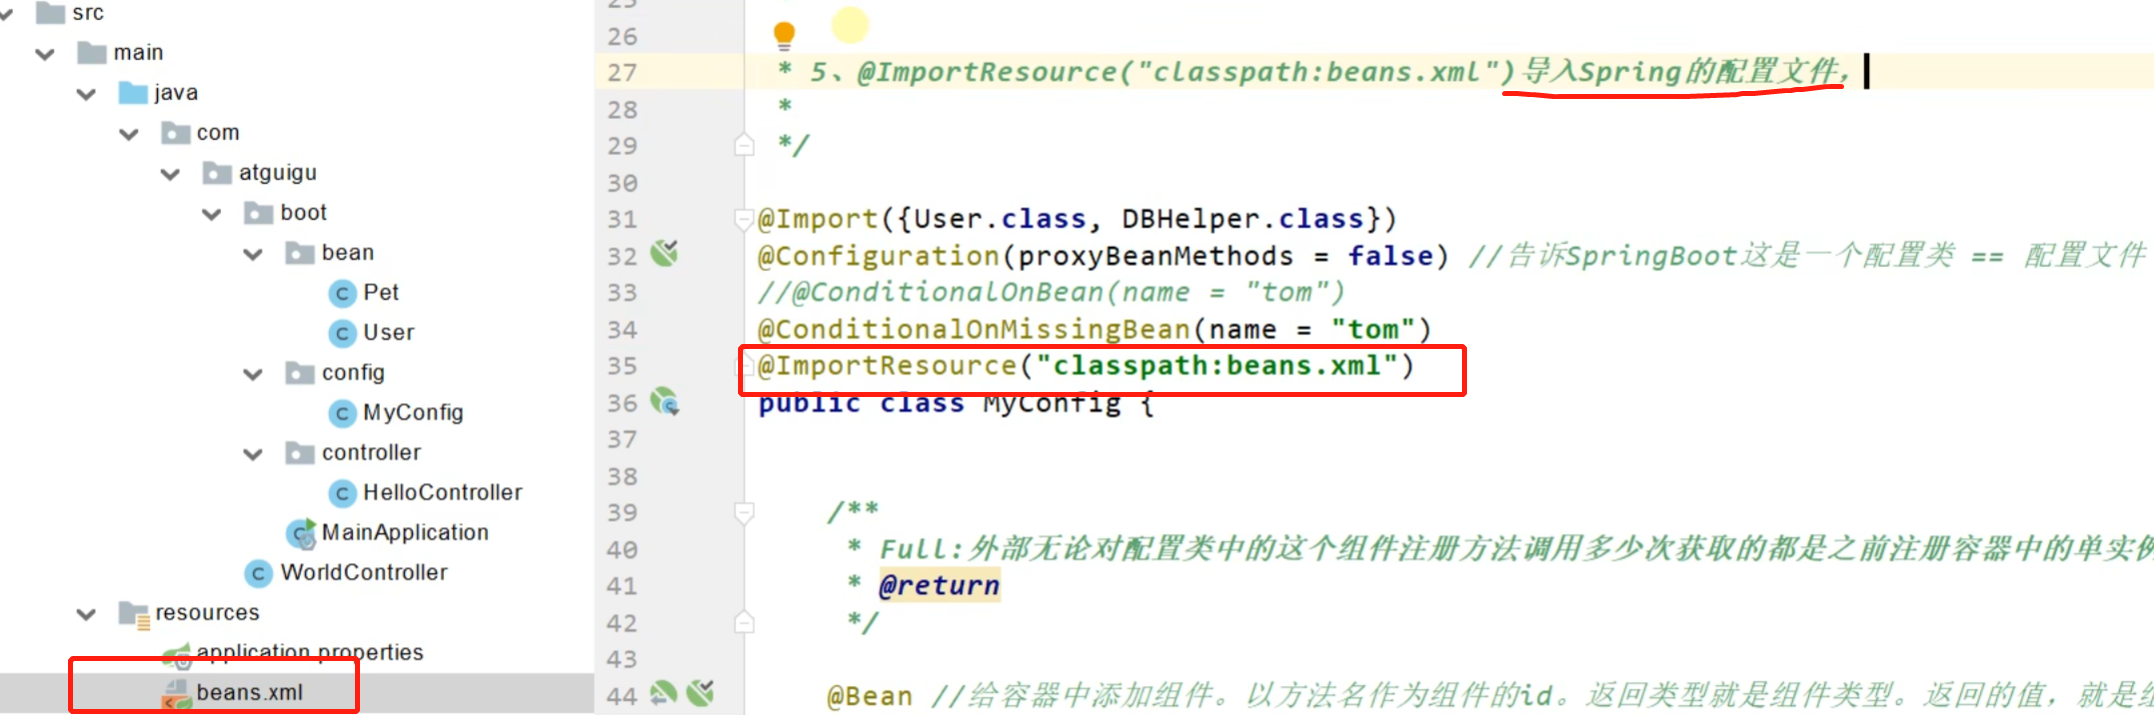 src
main
java
com
atguigu
boot
bean
Pet
User
config
MyConfig
controller
HelloController
MainApplication
WorldController
resources
application.properties
beans.xml
26
27 * 5、@ImportResource("classpath:beans.xml")导入Spring的配置文件，
28 *
29 */
30
31 @Import({User.class, DBHelper.class})
32 @Configuration(proxyBeanMethods = false) //告诉SpringBoot这是一个配置类 == 配置文件
33 //@ConditionalOnBean(name = "tom")
34 @ConditionalOnMissingBean(name = "tom")
35 @ImportResource("classpath:beans.xml")
36 public class MyConfig {
37
38
39 /**
40 * Full:外部无论对配置类中的这个组件注册方法调用多少次获取的都是之前注册容器中的单实例
41 * @return
42 */
43
44 @Bean //给容器中添加组件。以方法名作为组件的id。返回类型就是组件类型。返回的值，就是